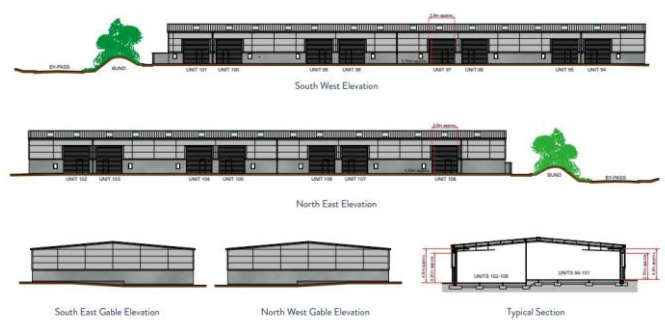 BY-PASS
BUND
UNIT 101 UNIT 100 UNIT 99 UNIT 98 UNIT 97 UNIT 96 UNIT 95 UNIT 94
South West Elevation
UNIT 102 UNIT 103 UNIT 104 UNIT 105 UNIT 106 UNIT 107 UNIT 108
BUND
BY-PASS
North East Elevation
UNITS 102-108
UNITS 94-101
South East Gable Elevation
North West Gable Elevation
Typical Section